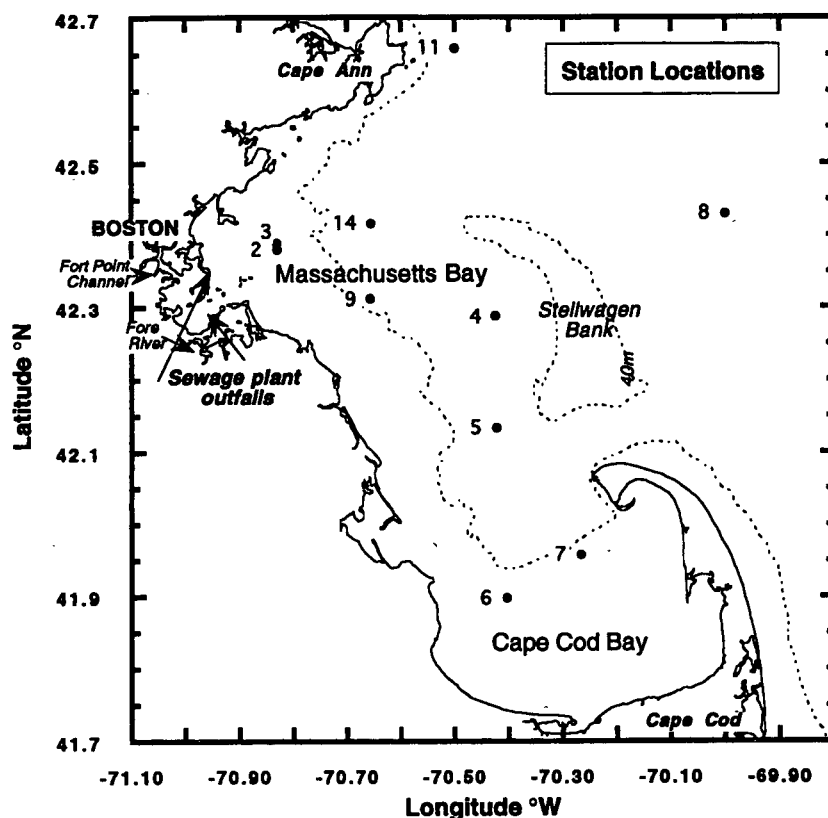 42.7
42.5
42.3
42.1
41.9
41.7
Latitude °N
-71.10
-70.90
-70.70
-70.50
-70.30
-70.10
-69.90
Longitude °W
Station Locations
Cape Ann
11
8
14
3
2
BOSTON
Fort Point
Channel
Massachusetts Bay
9
4
Stellwagen
Bank
40m
Fore
River
Sewage plant
outfalls
5
7
6
Cape Cod Bay
Cape Cod